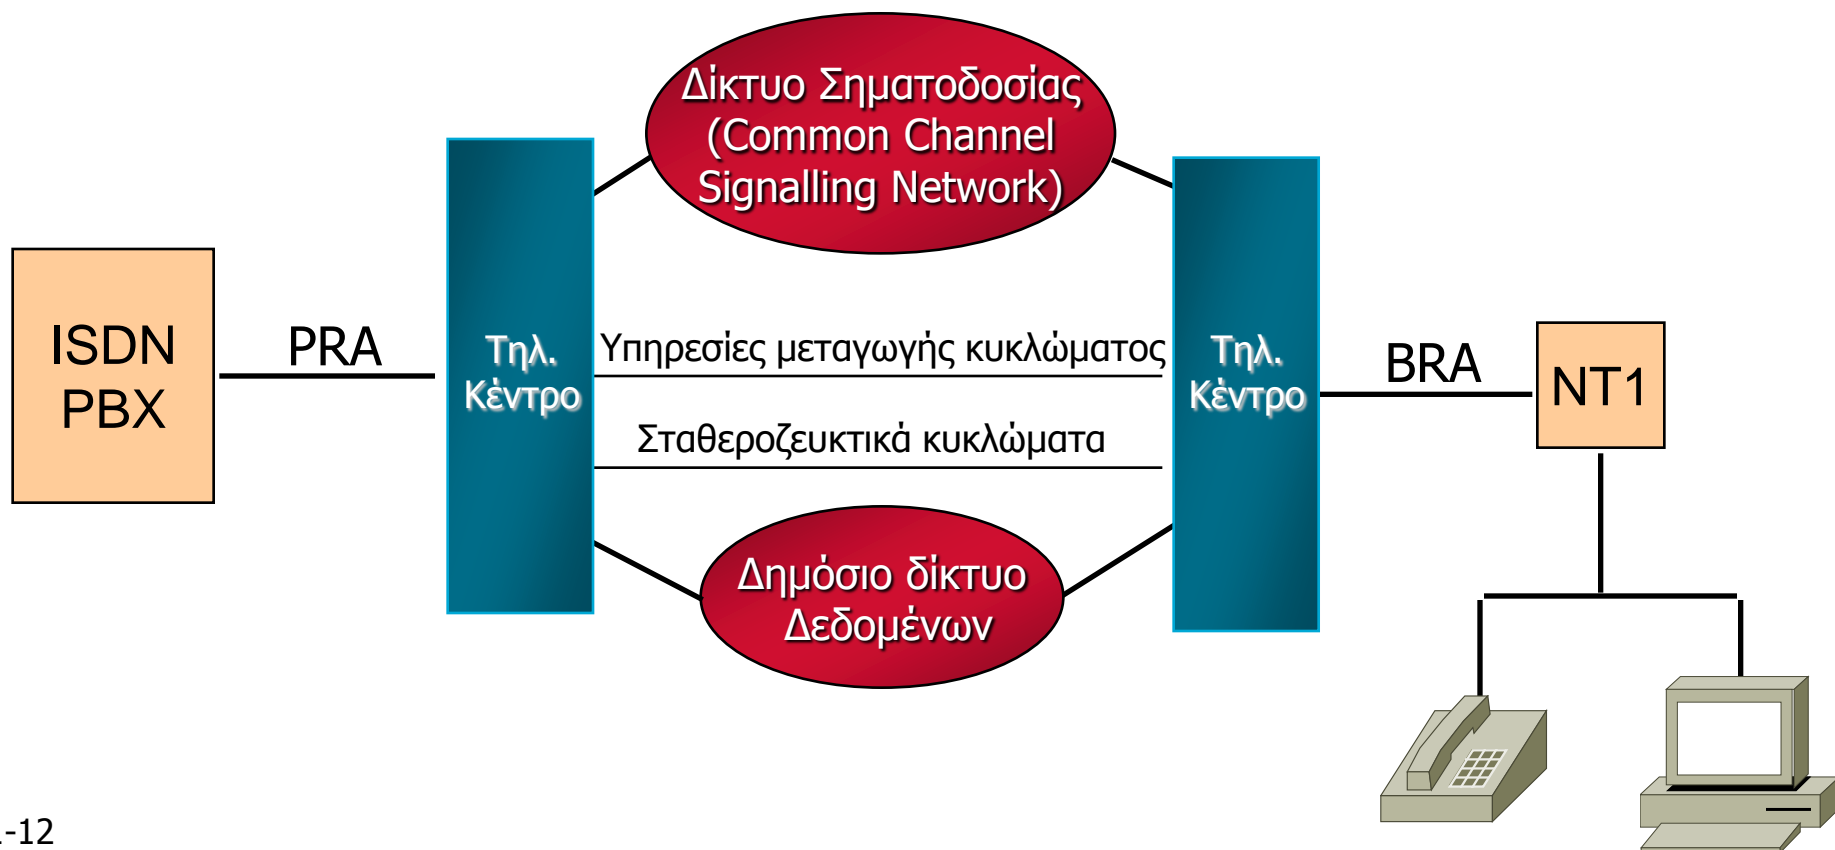 Δίκτυο Σηματοδοσίας
(Common Channel
Signalling Network)
ISDN
PBX
PRA
Τηλ.
Κέντρο
Υπηρεσίες μεταγωγής κυκλώματος
Σταθεροζευκτικά κυκλώματα
Τηλ.
Κέντρο
BRA
NT1
Δημόσιο δίκτυο
Δεδομένων
-12